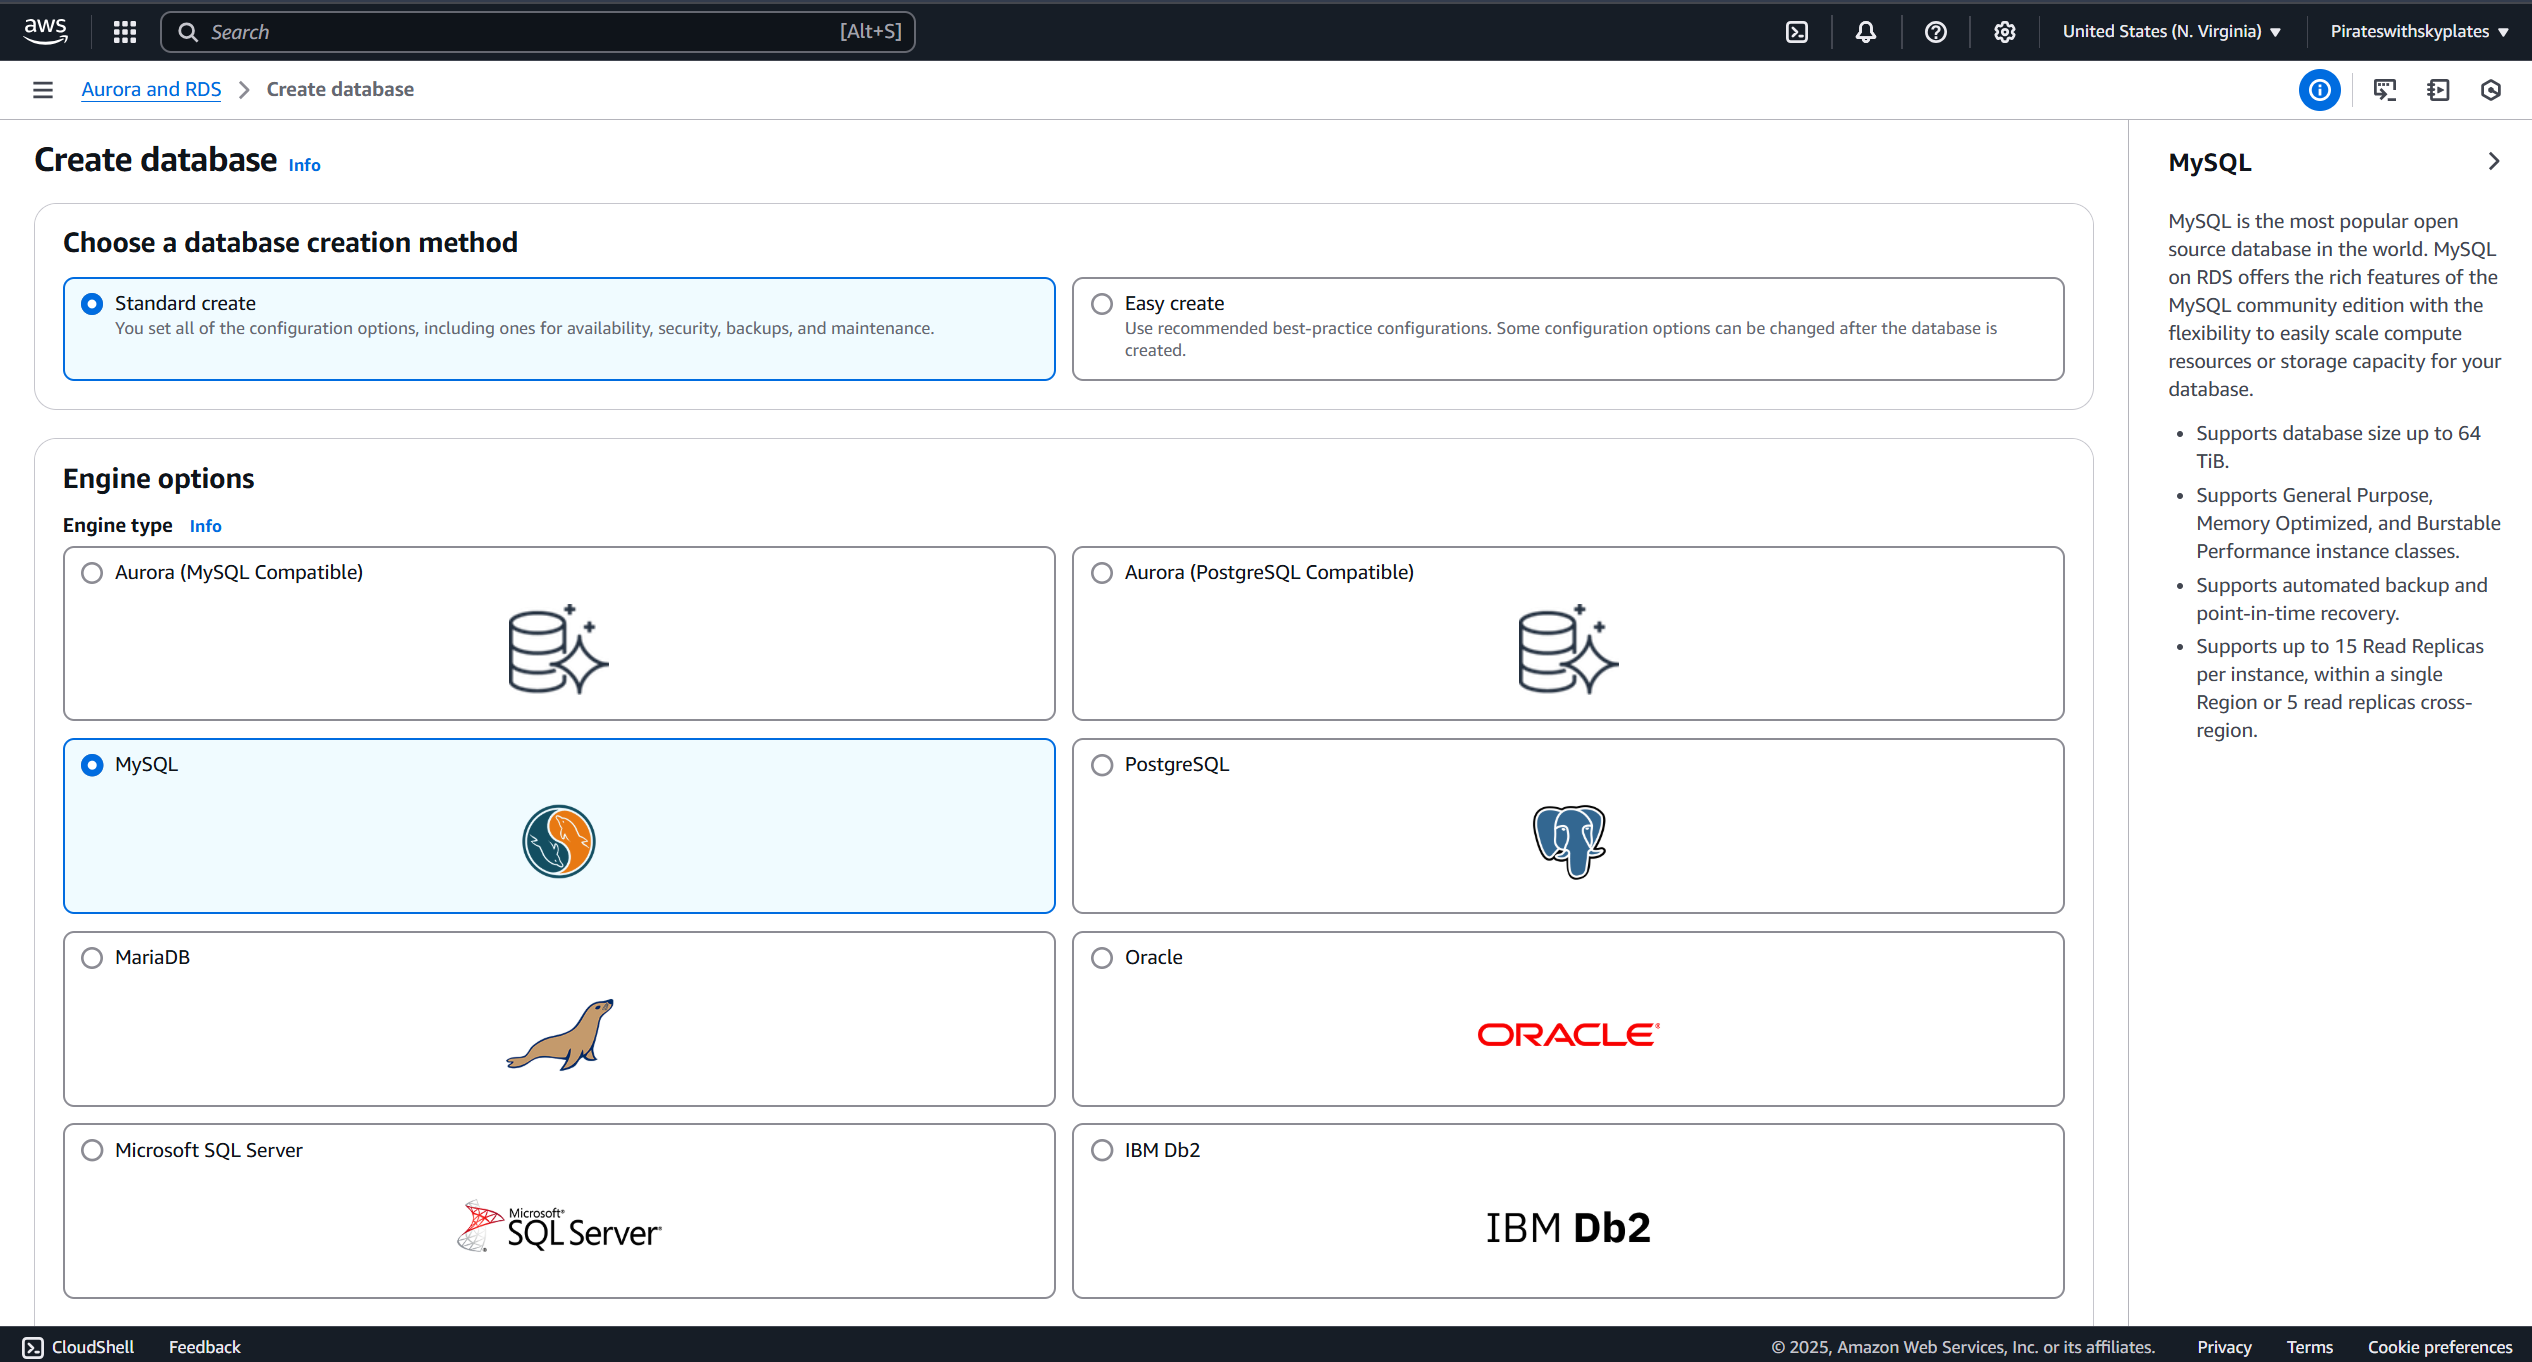 aws
Search
[Alt+S]
United States (N. Virginia)
Pirateswithskyplates
Aurora and RDS
Create database
Create database
Info
Choose a database creation method
Standard create
You set all of the configuration options, including ones for availability, security, backups, and maintenance.
Easy create
Use recommended best-practice configurations. Some configuration options can be changed after the database is
created.
Engine options
Engine type
Info
Aurora (MySQL Compatible)
Aurora (PostgreSQL Compatible)
MySQL
PostgreSQL
MariaDB
Oracle
ORACLE®
Microsoft SQL Server
Microsoft®
SQL Server®
IBM Db2
IBM Db2
MySQL
MySQL is the most popular open
source database in the world. MySQL
on RDS offers the rich features of the
MySQL community edition with the
flexibility to easily scale compute
resources or storage capacity for your
database.
• Supports database size up to 64
TiB.
• Supports General Purpose,
Memory Optimized, and Burstable
Performance instance classes.
• Supports automated backup and
point-in-time recovery.
• Supports up to 15 Read Replicas
per instance, within a single
Region or 5 read replicas cross-
region.
CloudShell
Feedback
© 2025, Amazon Web Services, Inc. or its affiliates.
Privacy
Terms
Cookie preferences